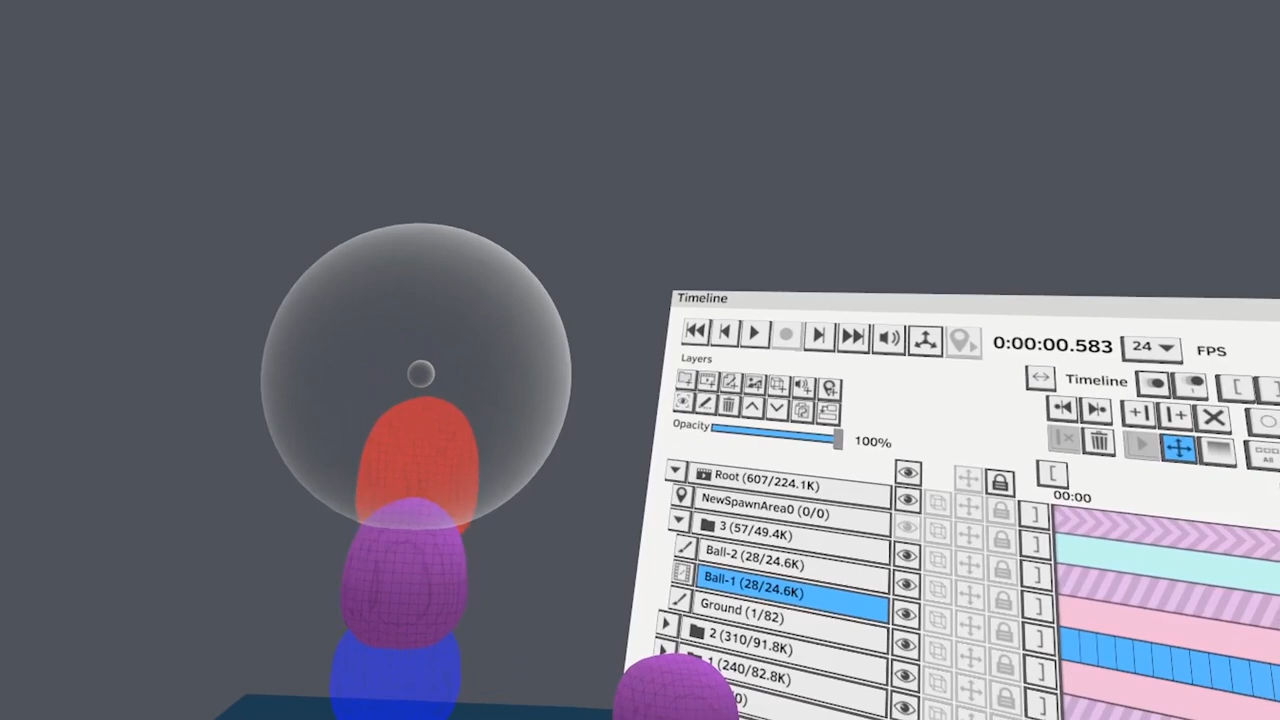 Timeline
0:00:00.583
24
FPS
Layers
Timeline
Opacity
100%
All
00:00
Root (607/224.1K)
NewSpawnArea0 (0/0)
3 (57/49.4K)
Ball-2 (28/24.6K)
Ball-1 (28/24.6K)
Ground (1/82)
2 (310/91.8K)
1 (240/82.8K)